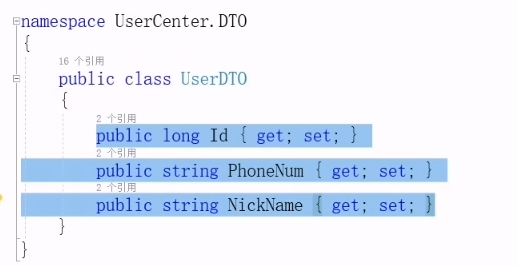 namespace UserCenter.DTO
{
16 个引用
public class UserDTO
{
2 个引用
public long Id { get; set; }
2 个引用
public string PhoneNum { get; set; }
2 个引用
public string NickName { get; set; }
}
}